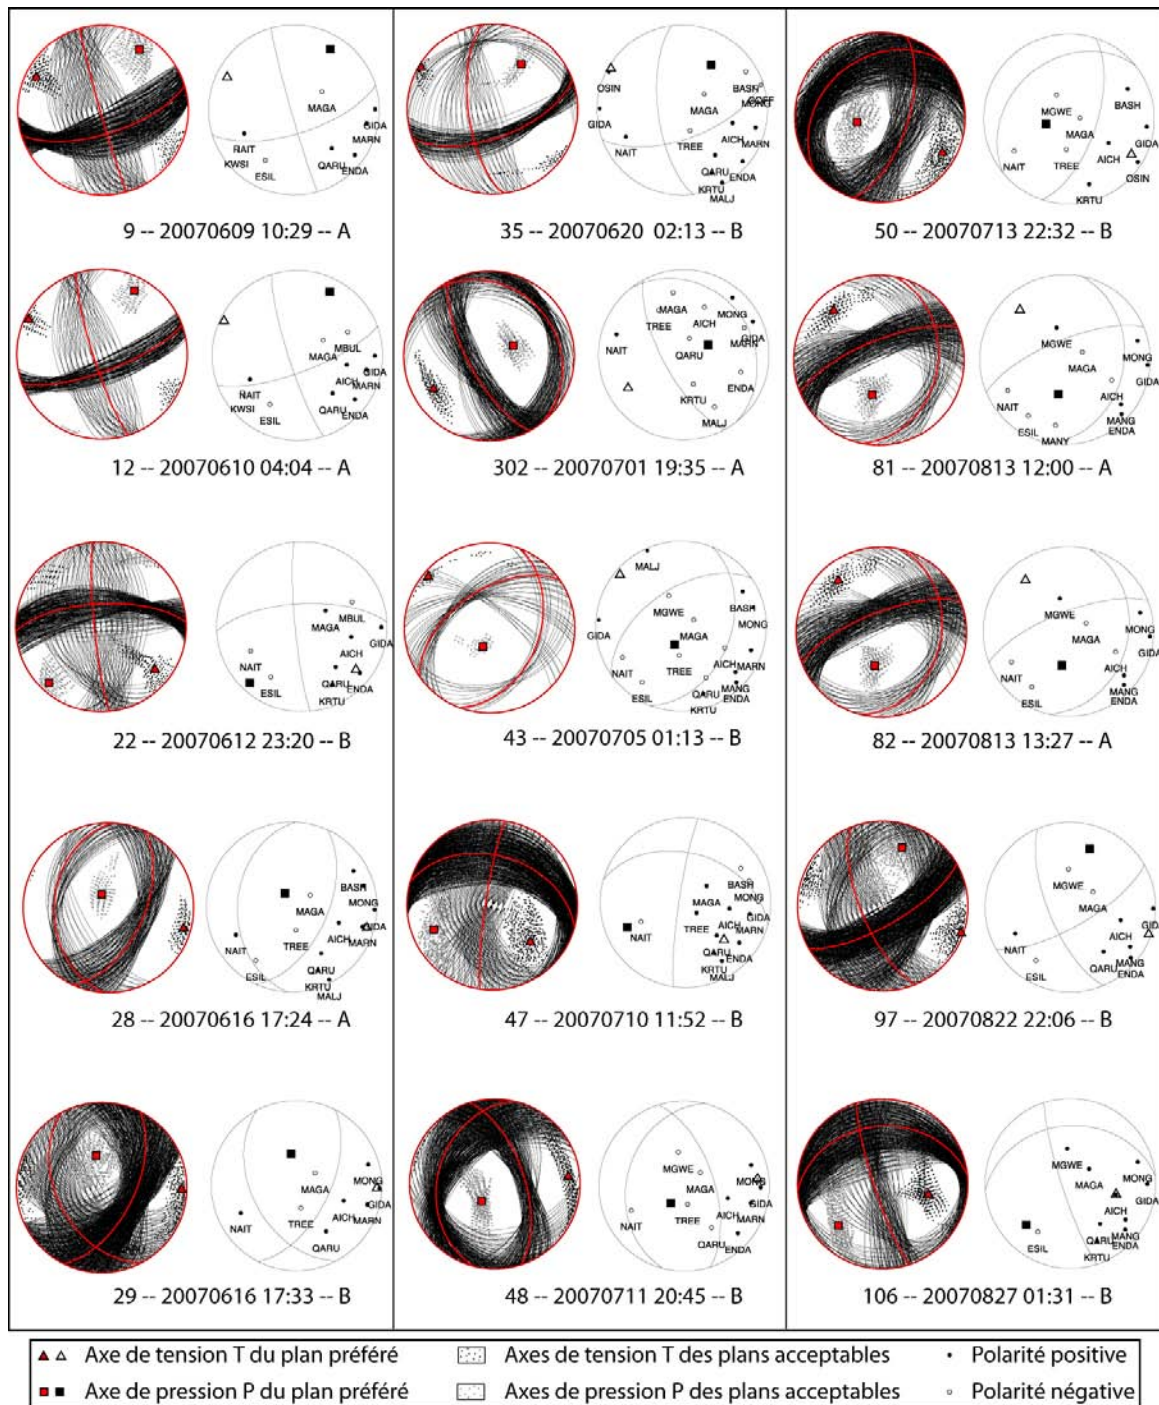 MAGA
GIDA
MARN
NAIT
KWSI
ESIL
QARU
ENDA
9 -- 20070609 10:29 -- A
MBUL
MAGA
GIDA
AICH
MARN
NAIT
KWSI
ESIL
QARU
ENDA
12 -- 20070610 04:04 -- A
MBUL
MAGA
GIDA
AICH
NAIT
ESIL
QARU
ENDA
KRTU
22 -- 20070612 23:20 -- B
BASH
MONG
MAGA
GIDA
AICH
MARN
NAIT
TREE
ESIL
QARU
KRTU
MALJ
28 -- 20070616 17:24 -- A
MONG
MAGA
GIDA
AICH
MARN
NAIT
TREE
QARU
29 -- 20070616 17:33 -- B
OSIN
BASH
MONG
GIDA
MAGA
AICH
MARN
NAIT
TREE
QARU
ENDA
KRTU
MALJ
35 -- 20070620 02:13 -- B
MAGA
MONG
TREE
AICH
GIDA
MARN
NAIT
QARU
ENDA
KRTU
MALJ
302 -- 20070701 19:35 -- A
MALJ
MGWE
BASH
MONG
GIDA
MAGA
AICH
MARN
NAIT
TREE
ESIL
QARU
MANG
ENDA
KRTU
43 -- 20070705 01:13 -- B
BASH
MAGA
MONG
GIDA
AICH
MARN
NAIT
TREE
QARU
ENDA
KRTU
MALJ
47 -- 20070710 11:52 -- B
MGWE
MONG
MAGA
GIDA
AICH
MARN
NAIT
TREE
QARU
ENDA
48 -- 20070711 20:45 -- B
MGWE
BASH
MAGA
GIDA
AICH
NAIT
TREE
OSIN
KRTU
50 -- 20070713 22:32 -- B
MGWE
MONG
MAGA
GIDA
AICH
NAIT
MANG
ESIL
ENDA
MANY
81 -- 20070813 12:00 -- A
MGWE
MONG
MAGA
GIDA
AICH
NAIT
MANG
ESIL
ENDA
82 -- 20070813 13:27 -- A
MGWE
MAGA
GIDA
AICH
NAIT
ESIL
QARU
MANG
ENDA
97 -- 20070822 22:06 -- B
MGWE
MONG
MAGA
GIDA
AICH
ESIL
QARU
MANG
ENDA
KRTU
106 -- 20070827 01:31 -- B
Axe de tension T du plan préféré
Axes de tension T des plans acceptables
Polarité positive
Axe de pression P du plan préféré
Axes de pression P des plans acceptables
Polarité négative